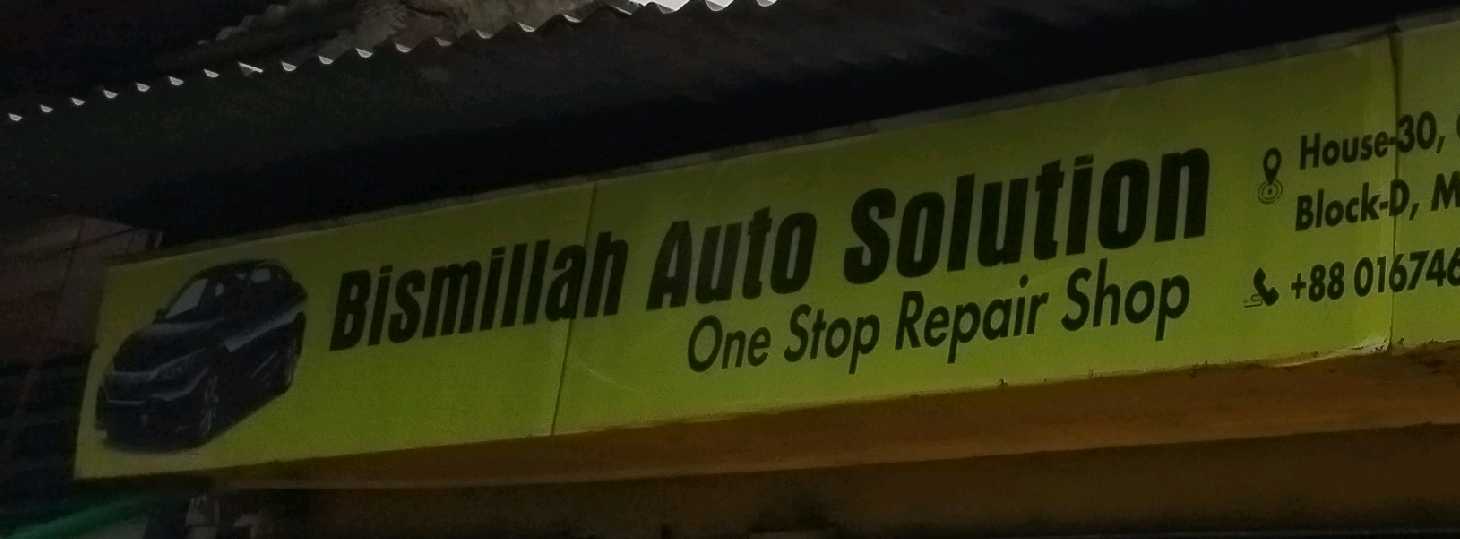 Bismillah Auto Solution
One Stop Repair Shop
House-30,
Block-D,
+88 016746